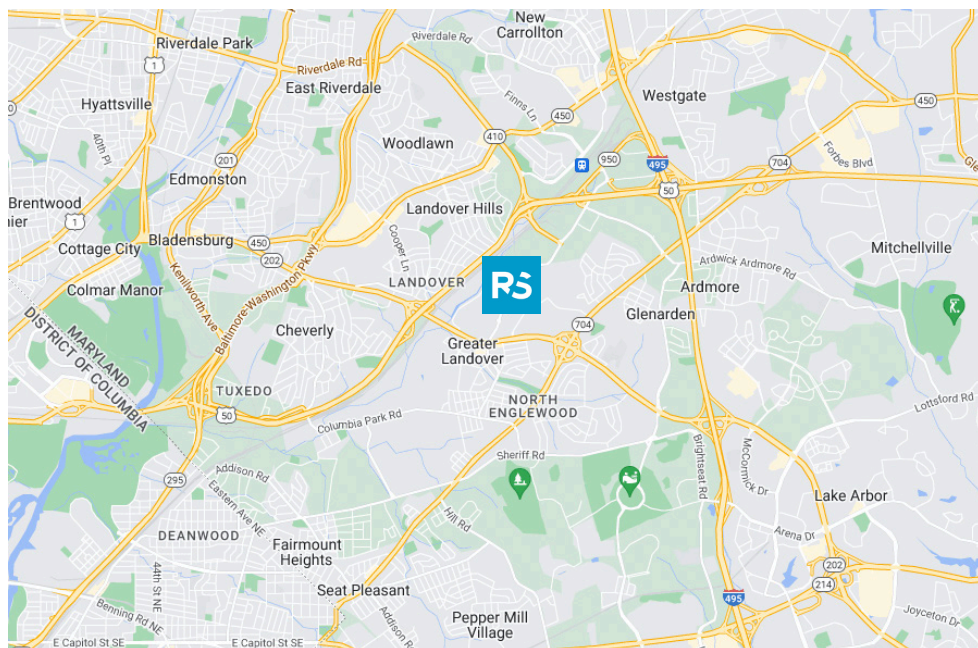 New
Carrollton
Riverdale Rd
Riverdale Park
1
Riverdale Rd
East Riverdale
Hyattsville
Finns Ln
450
Westgate
450
40th Pl
410
Woodlawn
201
950
495
704
Forbes Blvd
Edmonston
50
Brentwood
nier
1
Landover Hills
Cottage City
Bladensburg
450
202
Cooper Ln
Mitchellville
Ardwick Ardmore Rd
LANDOVER
RS
Ardmore
Colmar Manor
Kenilworth Ave
Baltimore-Washington Pkwy
Cheverly
704
Glenarden
Greater
Landover
MARYLAND
DISTRICT OF COLUMBIA
TUXEDO
NORTH
ENGLEWOOD
50
Columbia Park Rd
Lottsford Rd
Sheriff Rd
Brightseat Rd
McCormick Dr
295
Addison Rd
Eastern Ave NE
Hill Rd
Lake Arbor
DEANWOOD
Arena Dr
Fairmount
Heights
44th St NE
202
214
Seat Pleasant
495
Benning Rd NE
Addison Rd
Pepper Mill
Village
Joyceton Dr
E Capitol St SE
E Capitol St SE